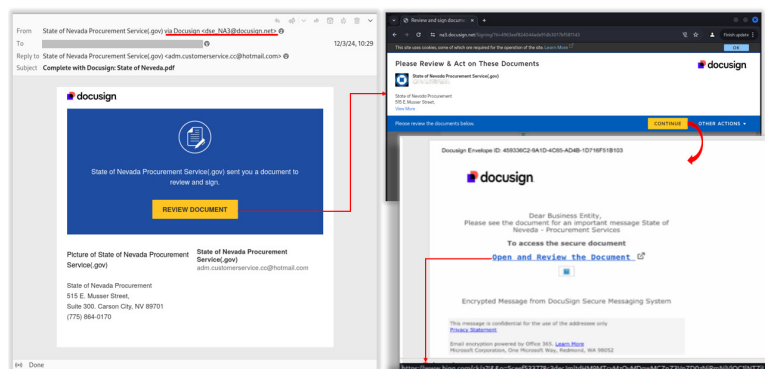 From State of Nevada Procurement Service(.gov) via Docusign <dse_NA3@docusign.net>
To
12/3/24, 10:29
Reply to State of Nevada Procurement Service(.gov) <adm.customerservice.cc@hotmail.com>
Subject Complete with Docusign: State of Neveda.pdf
docusign
State of Nevada Procurement Service(.gov) sent you a document to
review and sign.
REVIEW DOCUMENT
Picture of State of Nevada Procurement
Service(.gov)
State of Nevada Procurement
Service(.gov)
adm.customerservice.cc@hotmail.com
State of Nevada Procurement
515 E. Musser Street,
Suite 300. Carson City, NV 89701
(775) 864-0170
Done
Review and sign docume
Finish update
This site uses cookies, some of which are required for the operation of the site. Learn More
OK
Please Review & Act on These Documents
docusign
State of Nevada Procurement Service(.gov)
State of Nevada Procurement
515 E. Musser Street,
View More
Please review the documents below.
CONTINUE
OTHER ACTIONS
Docusign Envelope ID: 459336C2-9A1D-4C65-AD4B-1D716F51B103
docusign
Dear Business Entity,
Please see the document for an important message State of
Neveda - Procurement Services
To access the secure document
Open and Review the Document
Encrypted Message from DocuSign Secure Messaging System
This message is confidential for the use of the addressee only
Privacy Statement
Email encryption powered by Office 365. Learn More
Microsoft Corporation, One Microsoft Way, Redmond, WA 98052